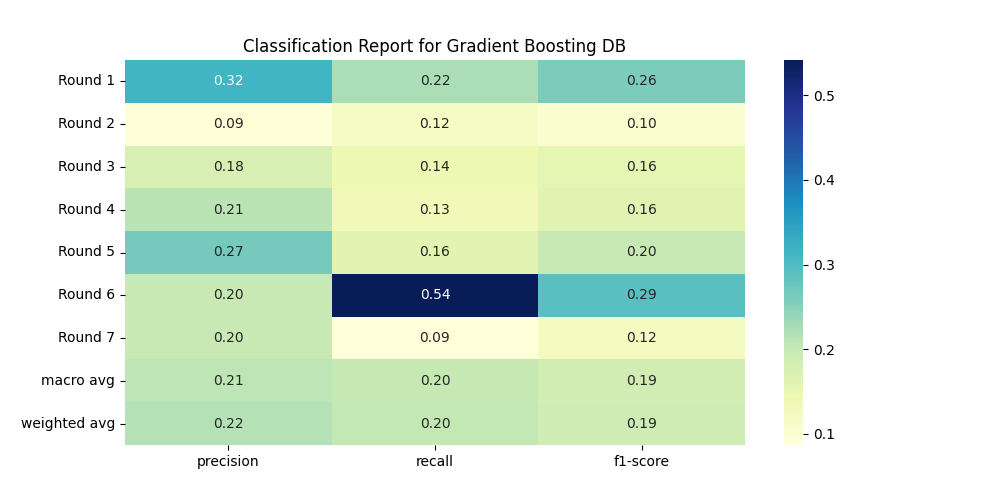 Classification Report for Gradient Boosting DB
Round 1 0.32 0.22 0.26
Round 2 0.09 0.12 0.10
Round 3 0.18 0.14 0.16
Round 4 0.21 0.13 0.16
Round 5 0.27 0.16 0.20
Round 6 0.20 0.54 0.29
Round 7 0.20 0.09 0.12
macro avg 0.21 0.20 0.19
weighted avg 0.22 0.20 0.19
precision recall f1-score
0.5
0.4
0.3
0.2
0.1